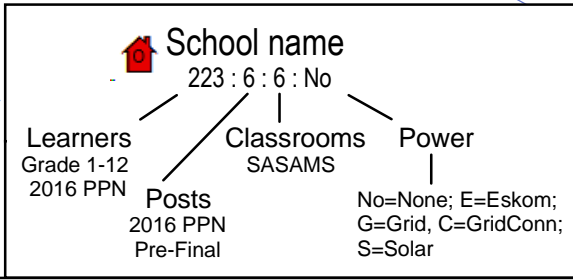 O
School name
223 : 6 : 6 : No
Learners
Grade 1-12
2016 PPN
Posts
2016 PPN
Pre-Final
Classrooms
SASAMS
Power
No=None; E=Eskom;
G=Grid, C=GridConn;
S=Solar